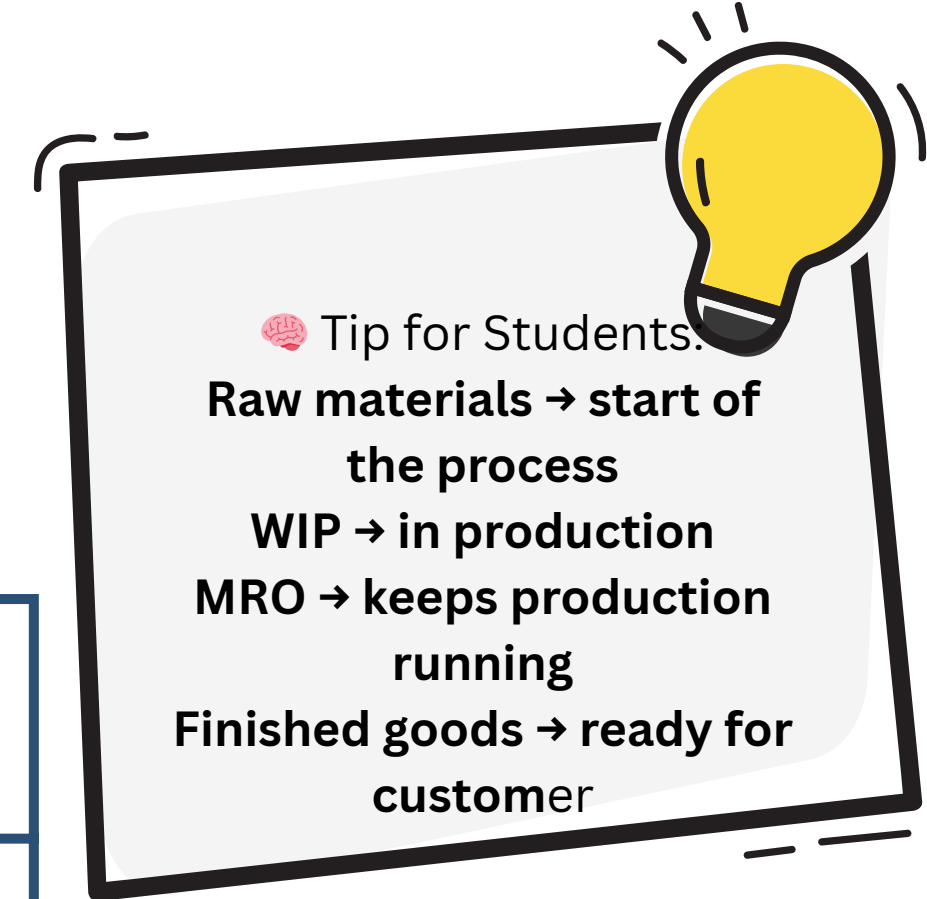 🧠 Tip for Students:
Raw materials → start of
the process
WIP → in production
MRO → keeps production
running
Finished goods → ready for
customer